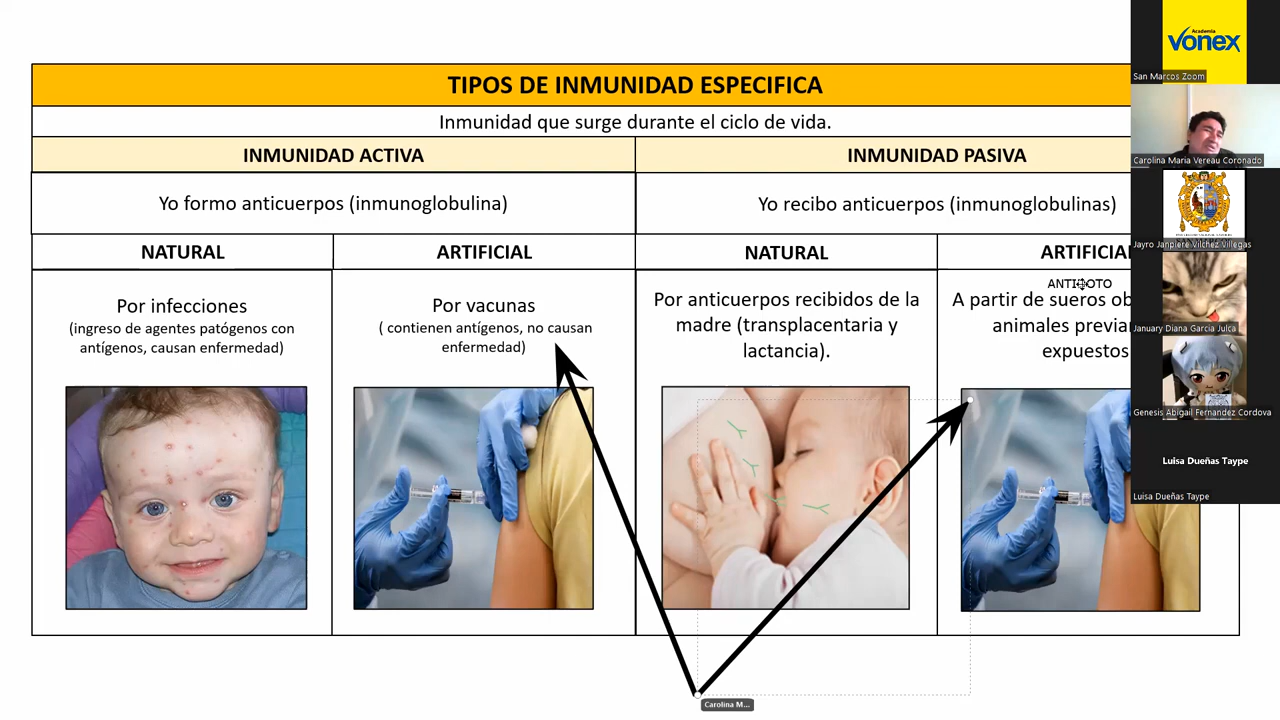 TIPOS DE INMUNIDAD ESPECIFICA
Inmunidad que surge durante el ciclo de vida.
INMUNIDAD ACTIVA
INMUNIDAD PASIVA
Yo formo anticuerpos (inmunoglobulina)
Yo recibo anticuerpos (inmunoglobulinas)
NATURAL
ARTIFICIAL
NATURAL
ARTIFICIAL
Por infecciones
(ingreso de agentes patógenos con
antígenos, causan enfermedad)
Por vacunas
( contienen antígenos, no causan
enfermedad)
Por anticuerpos recibidos de la
madre (transplacentaria y
lactancia).
A partir de sueros ob
animales previa
expuestos
Carolina M...
Academia
vonex
San Marcos Zoom
Carolina Maria Vereau Coronado
Jayro Janpiere Vilchez Villegas
January Diana Garcia Julca
Genesis Abigail Fernandez Cordova
Luisa Dueñas Taype
Luisa Dueñas Taype